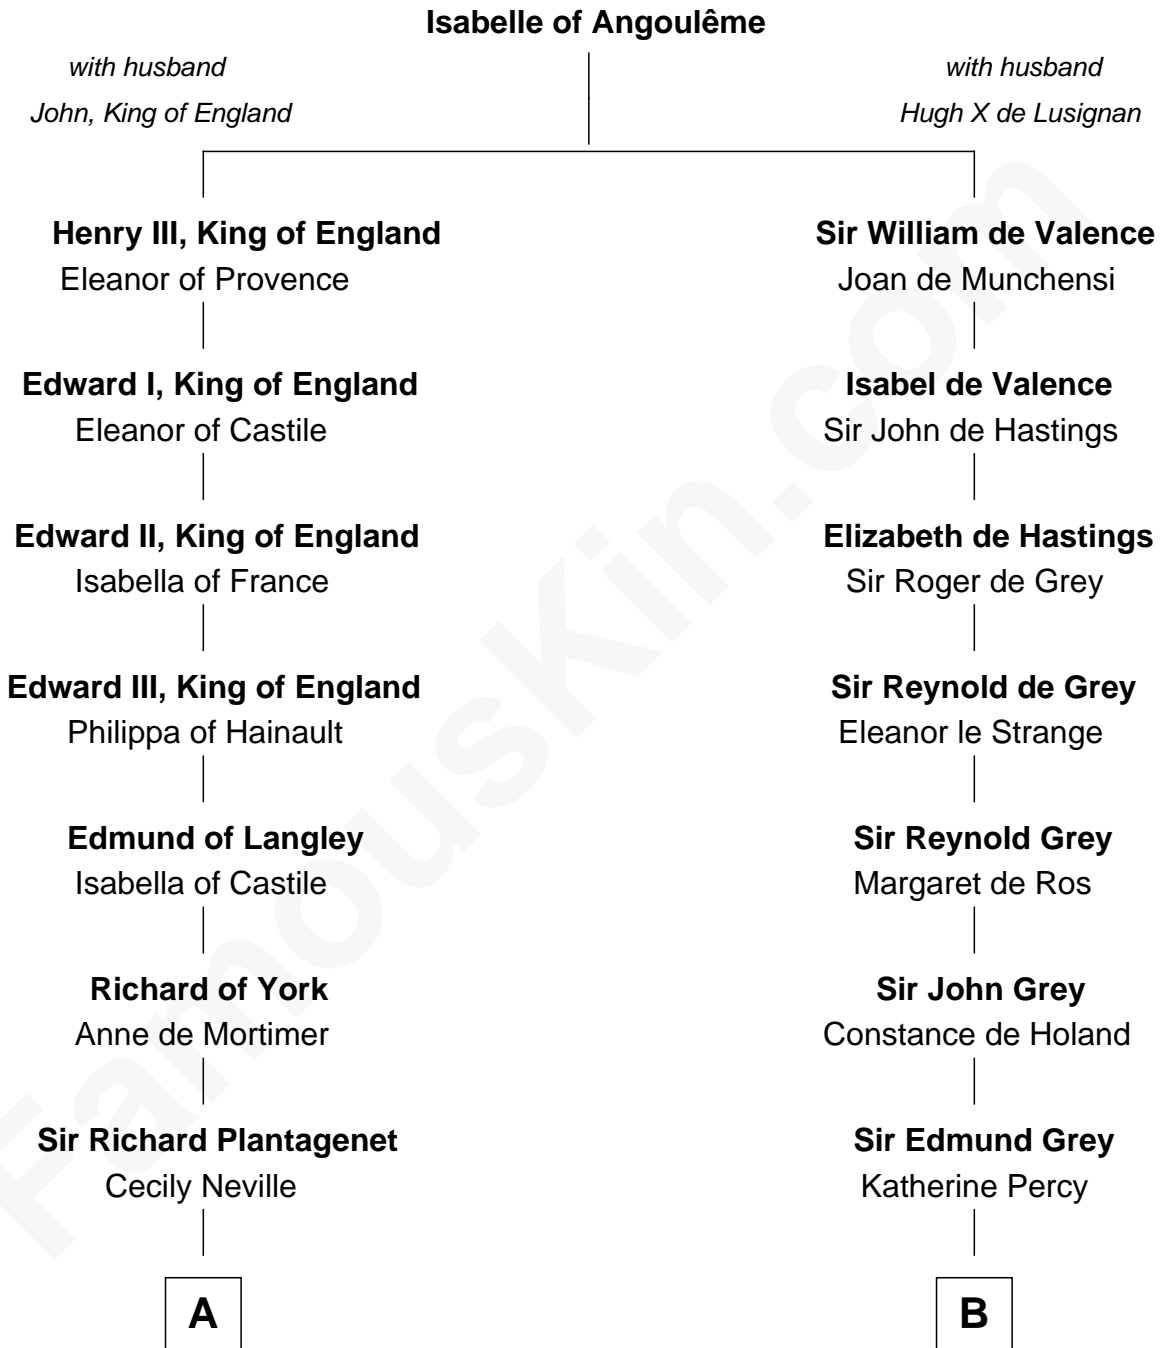 Isabelle of Angoulême
with husband
John, King of England
with husband
Hugh X de Lusignan
Henry III, King of England
Eleanor of Provence
Sir William de Valence
Joan de Munchensi
Edward I, King of England
Eleanor of Castile
Isabel de Valence
Sir John de Hastings
Edward II, King of England
Isabella of France
Elizabeth de Hastings
Sir Roger de Grey
Edward III, King of England
Philippa of Hainault
Sir Reynold de Grey
Eleanor le Strange
Edmund of Langley
Isabella of Castile
Sir Reynold Grey
Margaret de Ros
Richard of York
Anne de Mortimer
Sir John Grey
Constance de Holand
Sir Richard Plantagenet
Cecily Neville
Sir Edmund Grey
Katherine Percy
A
B
FamousKin.com